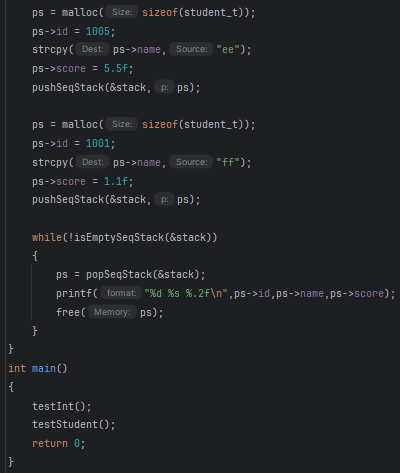 ps = malloc( Size: sizeof(student_t));
ps->id = 1005;
strcpy( Dest: ps->name, Source: "ee");
ps->score = 5.5f;
pushSeqStack(&stack, p: ps);
ps = malloc( Size: sizeof(student_t));
ps->id = 1001;
strcpy( Dest: ps->name, Source: "ff");
ps->score = 1.1f;
pushSeqStack(&stack, p: ps);
while(!isEmptySeqStack(&stack))
{
ps = popSeqStack(&stack);
printf( format: "%d %s %.2f\n",ps->id,ps->name,ps->score);
free( Memory: ps);
}
}
int main()
{
testInt();
testStudent();
return 0;
}